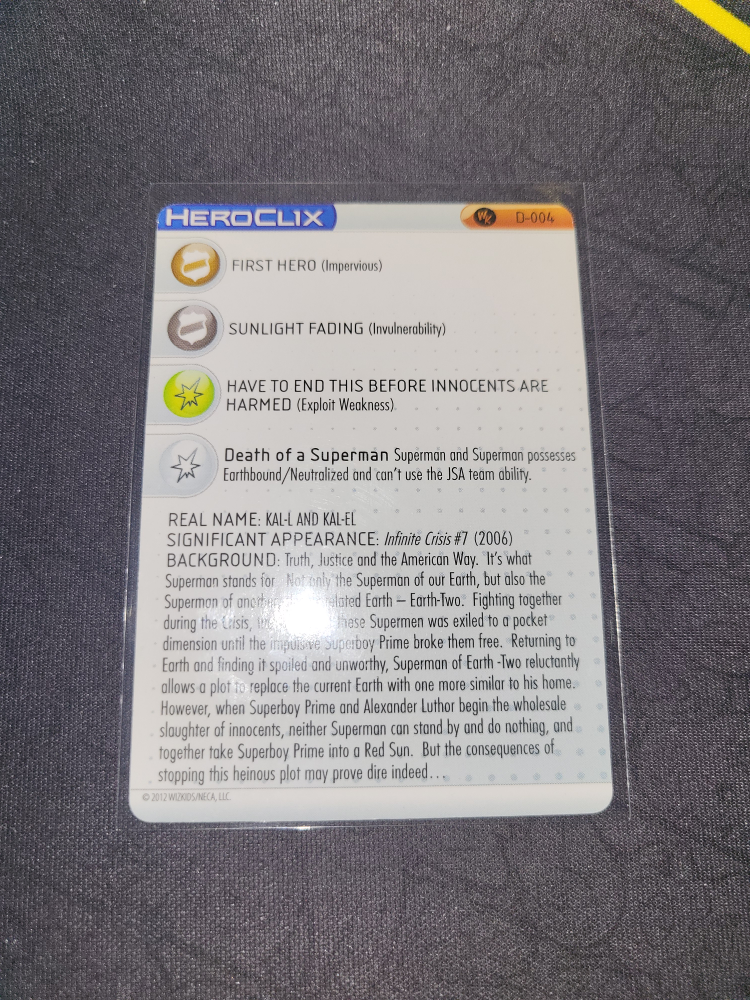 HEROCLIX
WK D-004
FIRST HERO (Impervious)
SUNLIGHT FADING (Invulnerability)
HAVE TO END THIS BEFORE INNOCENTS ARE
HARMED (Exploit Weakness)
Death of a Superman Superman and Superman possesses
Earthbound/Neutralized and can't use the JSA team ability.
REAL NAME: KAL-L AND KAL-EL
SIGNIFICANT APPEARANCE: Infinite Crisis #7 (2006)
BACKGROUND: Truth, Justice and the American Way. It's what
Superman stands for. Not only the Superman of our Earth, but also the
Superman of another Earth – Earth-Two. Fighting together
during the Crisis, these Supermen was exiled to a pocket
dimension until the impulsive Superboy Prime broke them free. Returning to
Earth and finding it spoiled and unworthy, Superman of Earth -Two reluctantly
allows a plot to replace the current Earth with one more similar to his home.
However, when Superboy Prime and Alexander Luthor begin the wholesale
slaughter of innocents, neither Superman can stand by and do nothing, and
together take Superboy Prime into a Red Sun. But the consequences of
stopping this heinous plot may prove dire indeed...
© 2012 WIZKIDS/NECA, LLC.